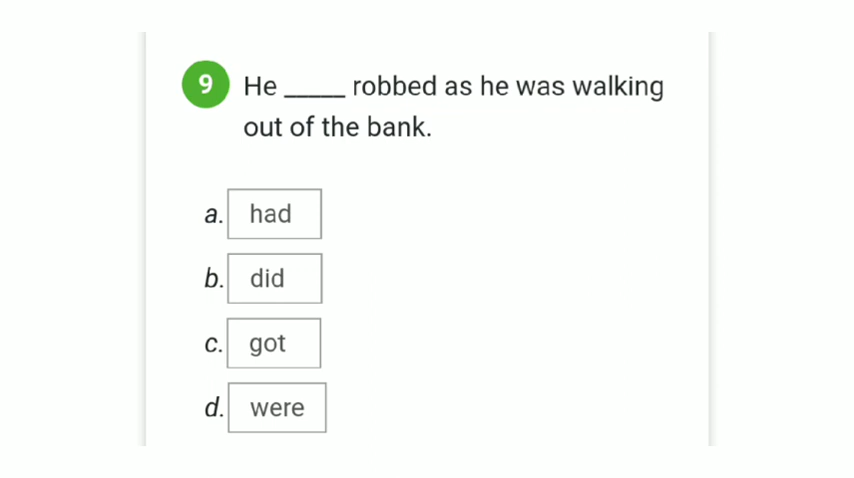 9 He _____ robbed as he was walking
out of the bank.
a. had
b. did
c. got
d. were